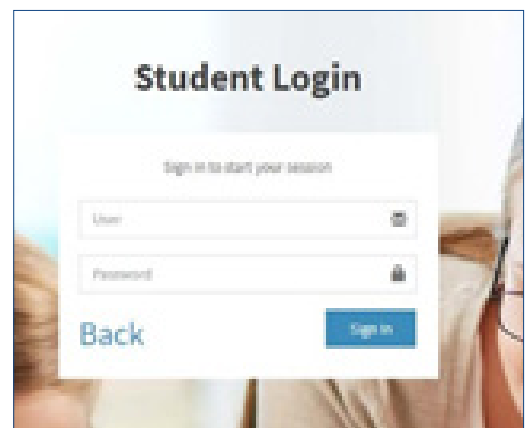 Student Login
Sign in to start your session
User
Password
Back
Sign In